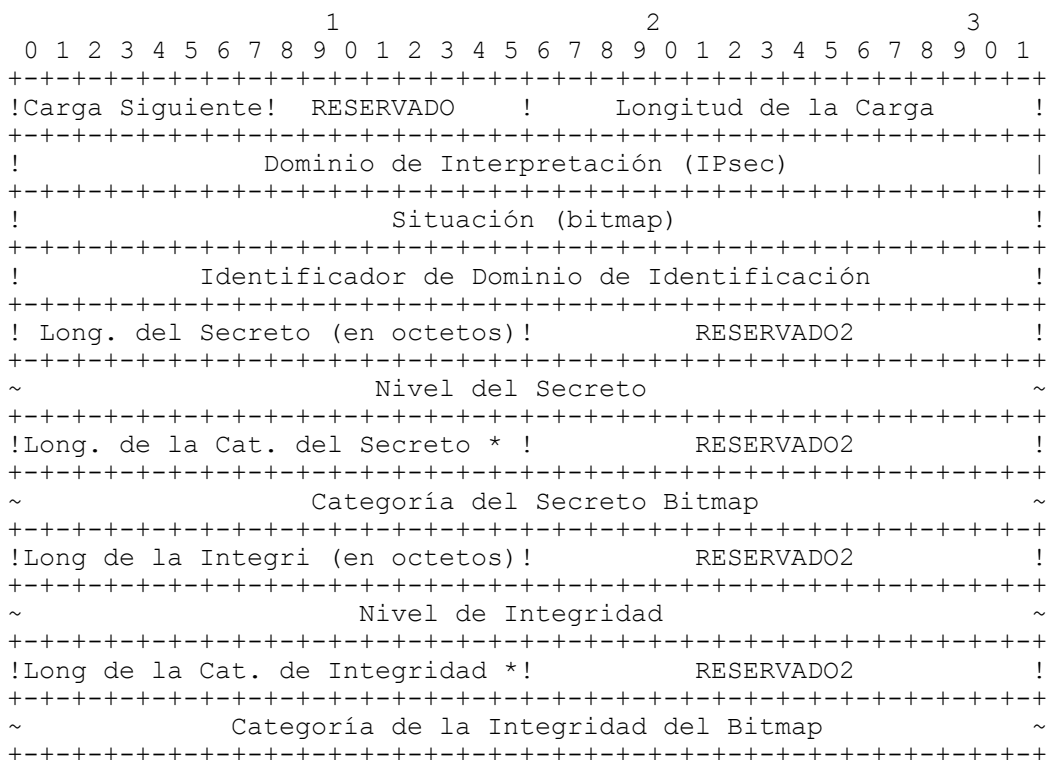 1                   2                   3
 0 1 2 3 4 5 6 7 8 9 0 1 2 3 4 5 6 7 8 9 0 1 2 3 4 5 6 7 8 9 0 1
+-+-+-+-+-+-+-+-+-+-+-+-+-+-+-+-+-+-+-+-+-+-+-+-+-+-+-+-+-+-+-+-+
!Carga Siguiente!  RESERVADO    !     Longitud de la Carga      !
+-+-+-+-+-+-+-+-+-+-+-+-+-+-+-+-+-+-+-+-+-+-+-+-+-+-+-+-+-+-+-+-+
!               Dominio de Interpretación (IPsec)               |
+-+-+-+-+-+-+-+-+-+-+-+-+-+-+-+-+-+-+-+-+-+-+-+-+-+-+-+-+-+-+-+-+
!                       Situación (bitmap)                      !
+-+-+-+-+-+-+-+-+-+-+-+-+-+-+-+-+-+-+-+-+-+-+-+-+-+-+-+-+-+-+-+-+
!           Identificador de Dominio de Identificación          !
+-+-+-+-+-+-+-+-+-+-+-+-+-+-+-+-+-+-+-+-+-+-+-+-+-+-+-+-+-+-+-+-+
! Long. del Secreto (en octetos)!          RESERVADO2           !
+-+-+-+-+-+-+-+-+-+-+-+-+-+-+-+-+-+-+-+-+-+-+-+-+-+-+-+-+-+-+-+-+
~                      Nivel del Secreto                        ~
+-+-+-+-+-+-+-+-+-+-+-+-+-+-+-+-+-+-+-+-+-+-+-+-+-+-+-+-+-+-+-+-+
!Long. de la Cat. del Secreto * !          RESERVADO2           !
+-+-+-+-+-+-+-+-+-+-+-+-+-+-+-+-+-+-+-+-+-+-+-+-+-+-+-+-+-+-+-+-+
~                  Categoría del Secreto Bitmap                 ~
+-+-+-+-+-+-+-+-+-+-+-+-+-+-+-+-+-+-+-+-+-+-+-+-+-+-+-+-+-+-+-+-+
!Long de la Integri (en octetos)!          RESERVADO2           !
+-+-+-+-+-+-+-+-+-+-+-+-+-+-+-+-+-+-+-+-+-+-+-+-+-+-+-+-+-+-+-+-+
~                     Nivel de Integridad                       ~
+-+-+-+-+-+-+-+-+-+-+-+-+-+-+-+-+-+-+-+-+-+-+-+-+-+-+-+-+-+-+-+-+
!Long de la Cat. de Integridad *!          RESERVADO2           !
+-+-+-+-+-+-+-+-+-+-+-+-+-+-+-+-+-+-+-+-+-+-+-+-+-+-+-+-+-+-+-+-+
~             Categoría de la Integridad del Bitmap             ~
+-+-+-+-+-+-+-+-+-+-+-+-+-+-+-+-+-+-+-+-+-+-+-+-+-+-+-+-+-+-+-+-+